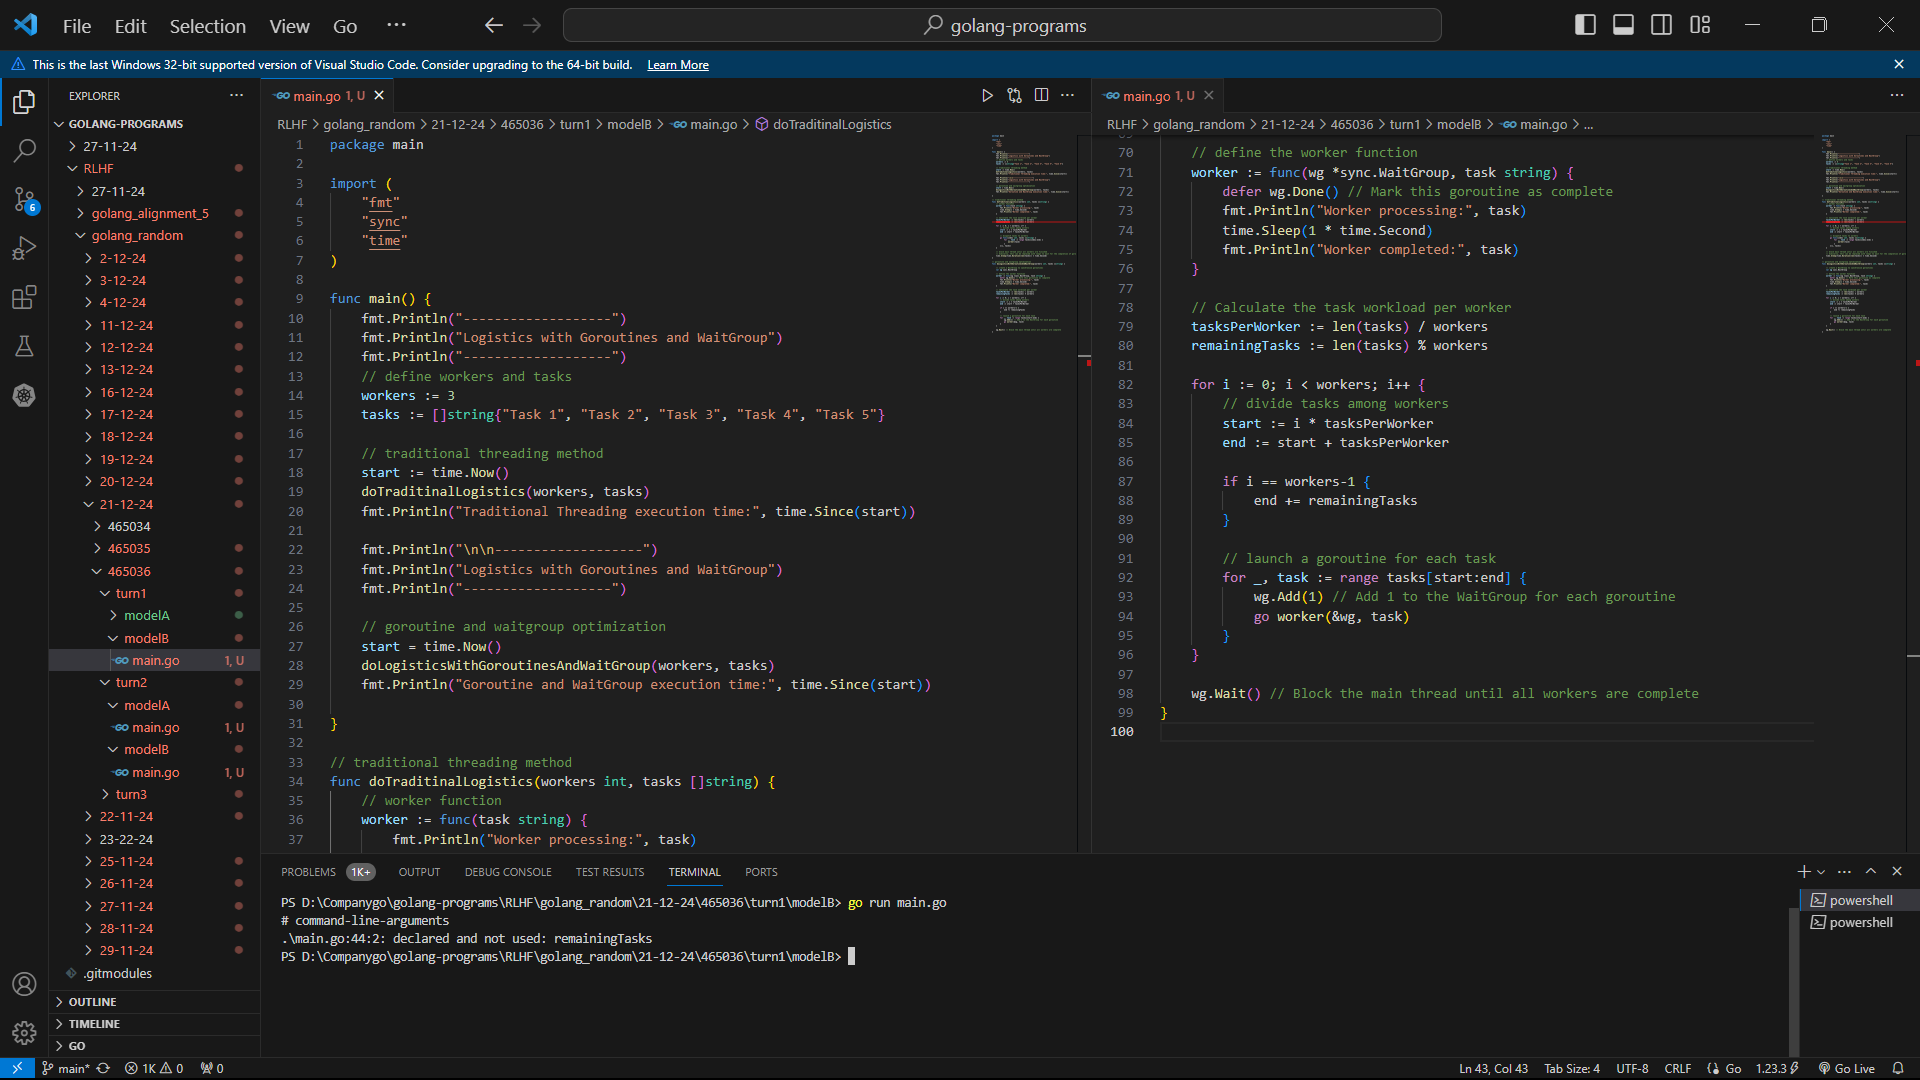 File Edit Selection View Go ···
golang-programs
This is the last Windows 32-bit supported version of Visual Studio Code. Consider upgrading to the 64-bit build. Learn More
EXPLORER
GOLANG-PROGRAMS
27-11-24
RLHF
27-11-24
golang_alignment_5
golang_random
2-12-24
3-12-24
4-12-24
11-12-24
12-12-24
13-12-24
16-12-24
17-12-24
18-12-24
19-12-24
20-12-24
21-12-24
465034
465035
465036
turn1
modelA
modelB
main.go 1, U
turn2
modelA
main.go 1, U
modelB
main.go 1, U
turn3
22-11-24
23-22-24
25-11-24
26-11-24
27-11-24
28-11-24
29-11-24
.gitmodules
OUTLINE
TIMELINE
GO
6
main.go 1, U
RLHF > golang_random > 21-12-24 > 465036 > turn1 > modelB > main.go > doTraditinalLogistics
1 package main
2
3 import (
4 "fmt"
5 "sync"
6 "time"
7 )
8
9 func main() {
10 fmt.Println("-------------------")
11 fmt.Println("Logistics with Goroutines and WaitGroup")
12 fmt.Println("-------------------")
13 // define workers and tasks
14 workers := 3
15 tasks := []string{"Task 1", "Task 2", "Task 3", "Task 4", "Task 5"}
16
17 // traditional threading method
18 start := time.Now()
19 doTraditinalLogistics(workers, tasks)
20 fmt.Println("Traditional Threading execution time:", time.Since(start))
21
22 fmt.Println("\n\n-------------------")
23 fmt.Println("Logistics with Goroutines and WaitGroup")
24 fmt.Println("-------------------")
25
26 // goroutine and waitgroup optimization
27 start = time.Now()
28 doLogisticsWithGoroutinesAndWaitGroup(workers, tasks)
29 fmt.Println("Goroutine and WaitGroup execution time:", time.Since(start))
30
31 }
32
33 // traditional threading method
34 func doTraditinalLogistics(workers int, tasks []string) {
35 // worker function
36 worker := func(task string) {
37 fmt.Println("Worker processing:", task)
main.go 1, U
RLHF > golang_random > 21-12-24 > 465036 > turn1 > modelB > main.go > ...
70 // define the worker function
71 worker := func(wg *sync.WaitGroup, task string) {
72 defer wg.Done() // Mark this goroutine as complete
73 fmt.Println("Worker processing:", task)
74 time.Sleep(1 * time.Second)
75 fmt.Println("Worker completed:", task)
76 }
77
78 // Calculate the task workload per worker
79 tasksPerWorker := len(tasks) / workers
80 remainingTasks := len(tasks) % workers
81
82 for i := 0; i < workers; i++ {
83 // divide tasks among workers
84 start := i * tasksPerWorker
85 end := start + tasksPerWorker
86
87 if i == workers-1 {
88 end += remainingTasks
89 }
90
91 // launch a goroutine for each task
92 for _, task := range tasks[start:end] {
93 wg.Add(1) // Add 1 to the WaitGroup for each goroutine
94 go worker(&wg, task)
95 }
96 }
97
98 wg.Wait() // Block the main thread until all workers are complete
99 }
100
PROBLEMS 1K+ OUTPUT DEBUG CONSOLE TEST RESULTS TERMINAL PORTS
PS D:\Companygo\golang-programs\RLHF\golang_random\21-12-24\465036\turn1\modelB> go run main.go
# command-line-arguments
.\main.go:44:2: declared and not used: remainingTasks
PS D:\Companygo\golang-programs\RLHF\golang_random\21-12-24\465036\turn1\modelB>
powershell
powershell
main* 1K 0 0 Ln 43, Col 43 Tab Size: 4 UTF-8 CRLF Go 1.23.3 Go Live